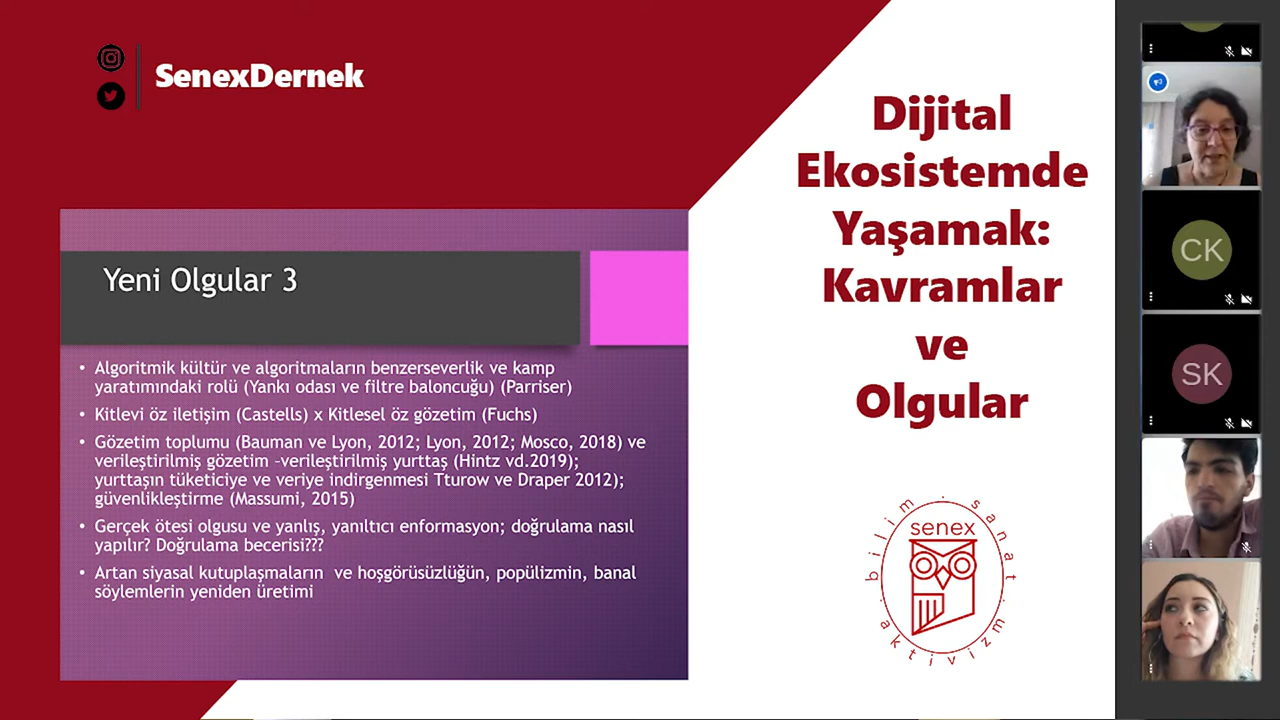 SenexDernek
Dijital
Ekosistemde
Yaşamak:
Kavramlar
ve
Olgular
Yeni Olgular 3
• Algoritmik kültür ve algoritmaların benzerseverlik ve kamp
yaratımındaki rolü (Yankı odası ve filtre baloncuğu) (Parriser)
• Kitlevi öz iletişim (Castells) x Kitlesel öz gözetim (Fuchs)
• Gözetim toplumu (Bauman ve Lyon, 2012; Lyon, 2012; Mosco, 2018) ve
verileştirilmiş gözetim –verileştirilmiş yurttaş (Hintz vd.2019);
yurttaşın tüketiciye ve veriye indirgenmesi Tturow ve Draper 2012);
güvenlikleştirme (Massumi, 2015)
• Gerçek ötesi olgusu ve yanlış, yanıltıcı enformasyon; doğrulama nasıl
yapılır? Doğrulama becerisi???
• Artan siyasal kutuplaşmaların  ve hoşgörüsüzlüğün, popülizmin, banal
söylemlerin yeniden üretimi
senex
bilim . sanat . aktivizm .
CK
SK